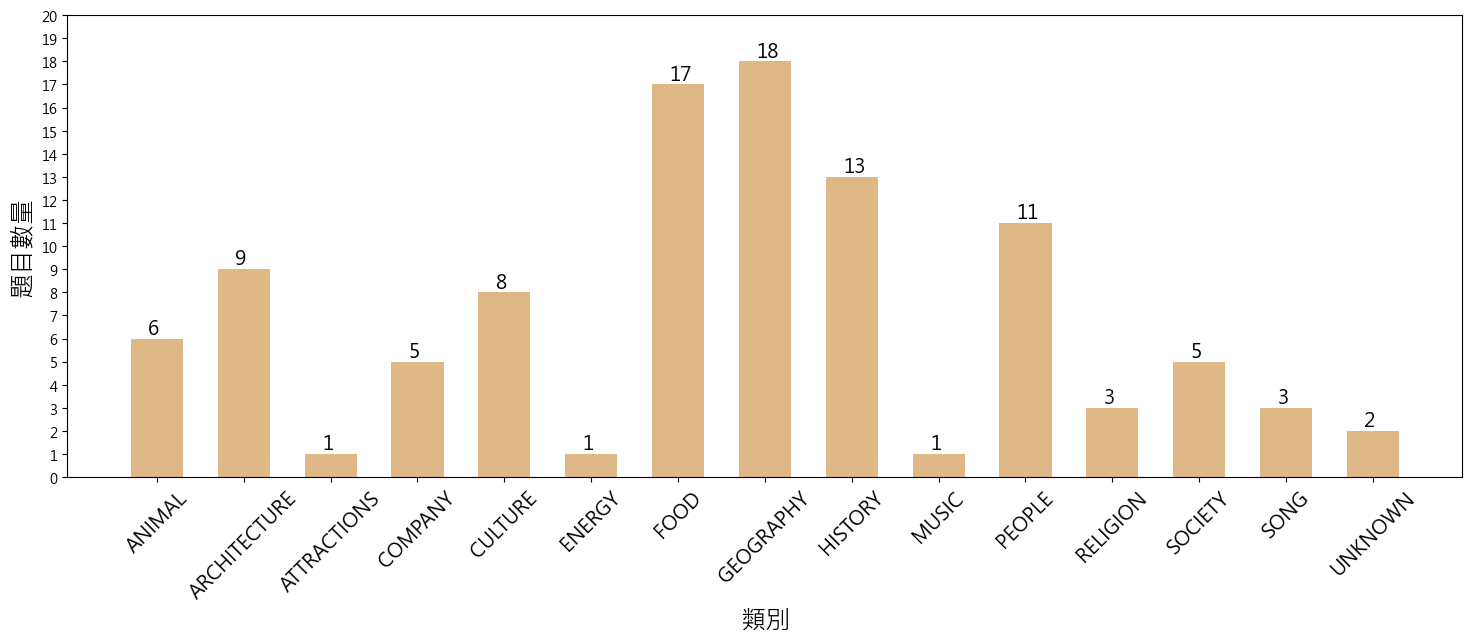 題目數量
20
19
18
17
16
15
14
13
12
11
10
9
8
7
6
5
4
3
2
1
0
6
9
1
5
8
1
17
18
13
1
11
3
5
3
2
ANIMAL
ARCHITECTURE
ATTRACTIONS
COMPANY
CULTURE
ENERGY
FOOD
GEOGRAPHY
HISTORY
MUSIC
PEOPLE
RELIGION
SOCIETY
SONG
UNKNOWN
類別